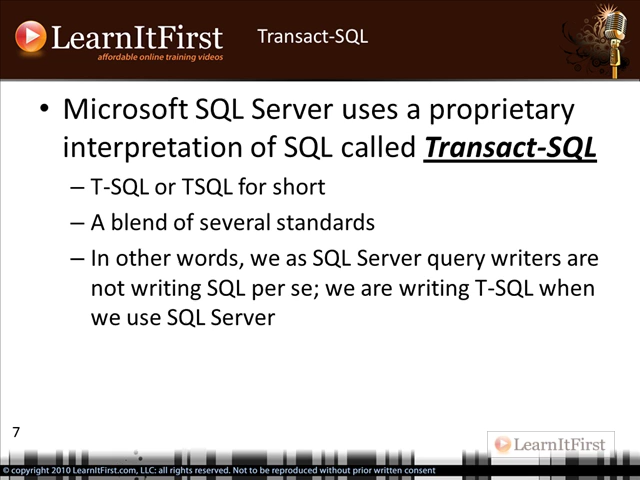 LearnItFirst
affordable online training videos
Transact-SQL
• Microsoft SQL Server uses a proprietary
interpretation of SQL called Transact-SQL
– T-SQL or TSQL for short
– A blend of several standards
– In other words, we as SQL Server query writers are
not writing SQL per se; we are writing T-SQL when
we use SQL Server
7
LearnItFirst
© copyright 2010 LearnItFirst.com, LLC: all rights reserved. Not to be reproduced without prior written consent